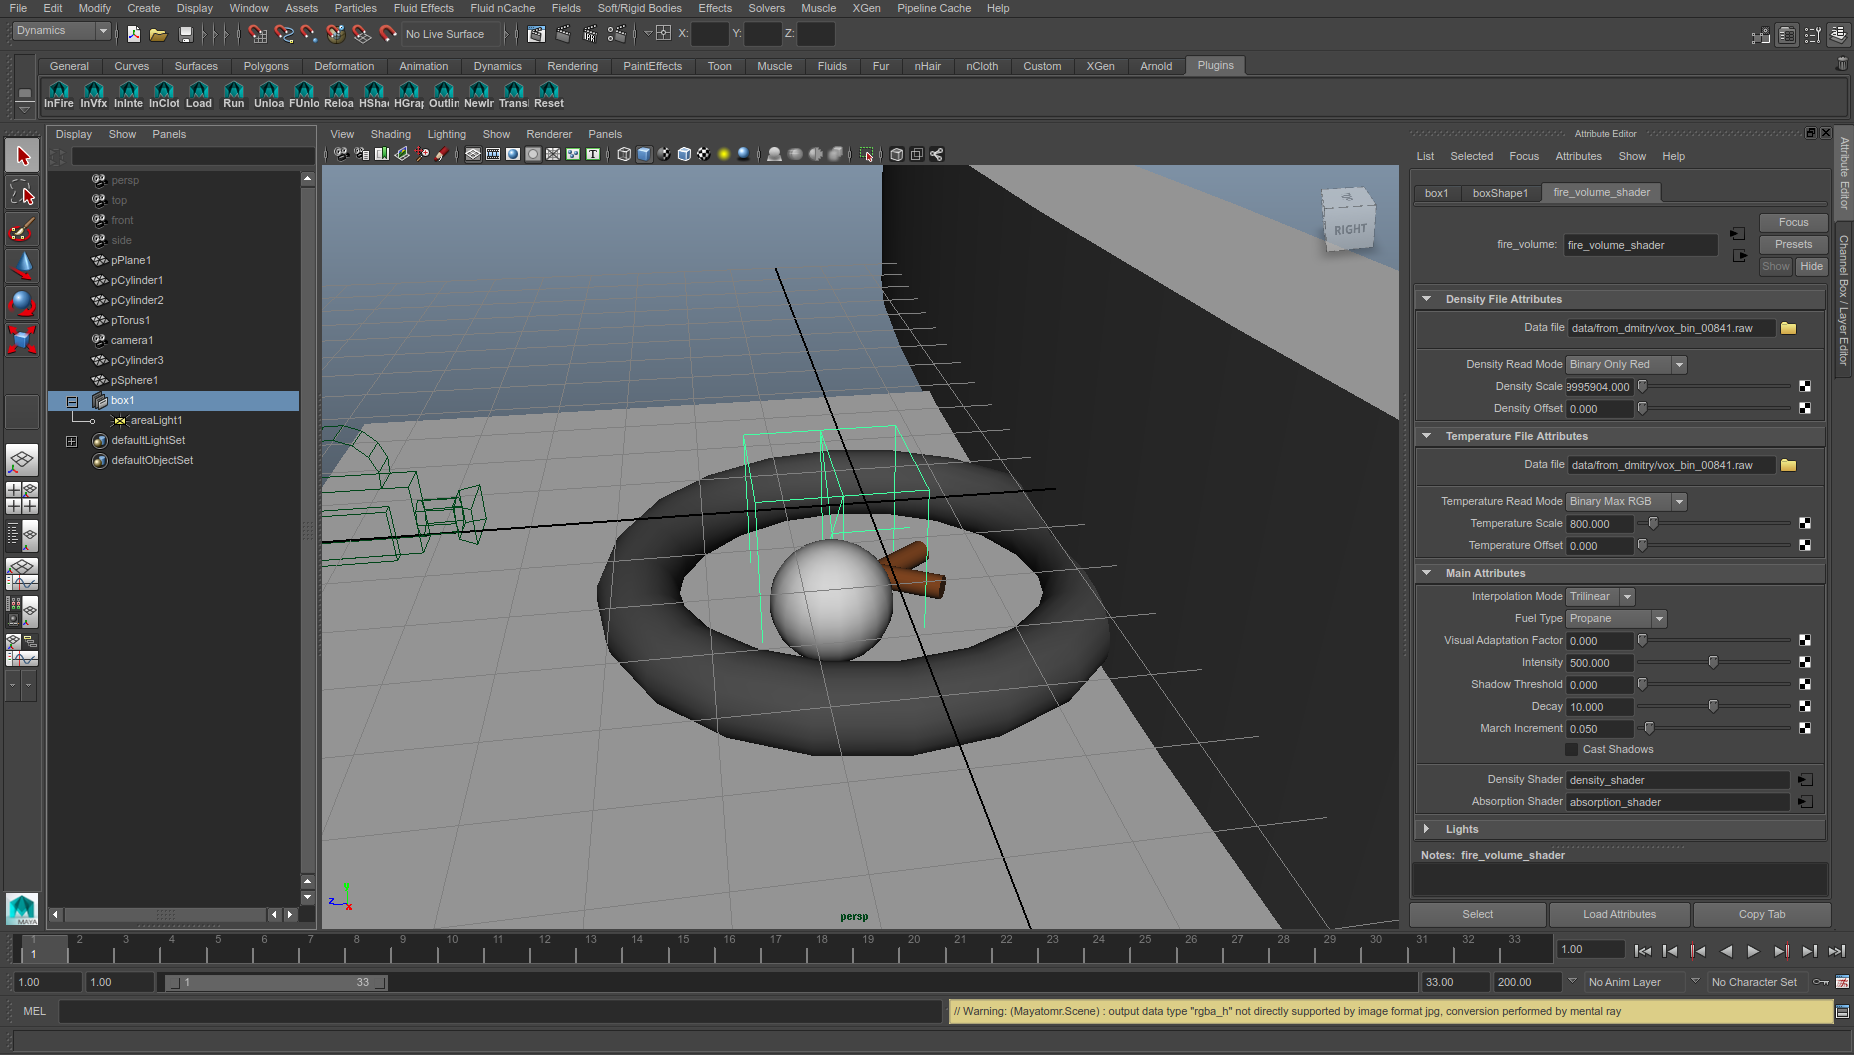 File Edit Modify Create Display Window Assets Particles Fluid Effects Fluid nCache Fields Soft/Rigid Bodies Effects Solvers Muscle XGen Pipeline Cache Help
Dynamics No Live Surface X: Y: Z:
General Curves Surfaces Polygons Deformation Animation Dynamics Rendering PaintEffects Toon Muscle Fluids Fur nHair nCloth Custom XGen Arnold Plugins
InFire InVfx InInte InClot Load Run Unloa FUnlo Reloa HSha HGra Outlin NewIr Trans Reset
Display Show Panels
View Shading Lighting Show Renderer Panels
persp
top
front
side
pPlane1
pCylinder1
pCylinder2
pTorus1
camera1
pCylinder3
pSphere1
box1
areaLight1
defaultLightSet
defaultObjectSet
RIGHT
persp
Y
Z
X
Attribute Editor
List Selected Focus Attributes Show Help
box1 boxShape1 fire_volume_shader
Focus
fire_volume: fire_volume_shader
Presets
Show Hide
Density File Attributes
Data file data/from_dmitry/vox_bin_00841.raw
Density Read Mode Binary Only Red
Density Scale 9995904.000
Density Offset 0.000
Temperature File Attributes
Data file data/from_dmitry/vox_bin_00841.raw
Temperature Read Mode Binary Max RGB
Temperature Scale 800.000
Temperature Offset 0.000
Main Attributes
Interpolation Mode Trilinear
Fuel Type Propane
Visual Adaptation Factor 0.000
Intensity 500.000
Shadow Threshold 0.000
Decay 10.000
March Increment 0.050
Cast Shadows
Density Shader density_shader
Absorption Shader absorption_shader
Lights
Notes: fire_volume_shader
Select Load Attributes Copy Tab
Attribute Editor
Channel Box / Layer Editor
MAYA
1 2 3 4 5 6 7 8 9 10 11 12 13 14 15 16 17 18 19 20 21 22 23 24 25 26 27 28 29 30 31 32 33
1
1.00
1.00 1.00 1 33 33.00 200.00 No Anim Layer No Character Set
MEL
// Warning: (Mayatomr.Scene) : output data type "rgba_h" not directly supported by image format jpg, conversion performed by mental ray